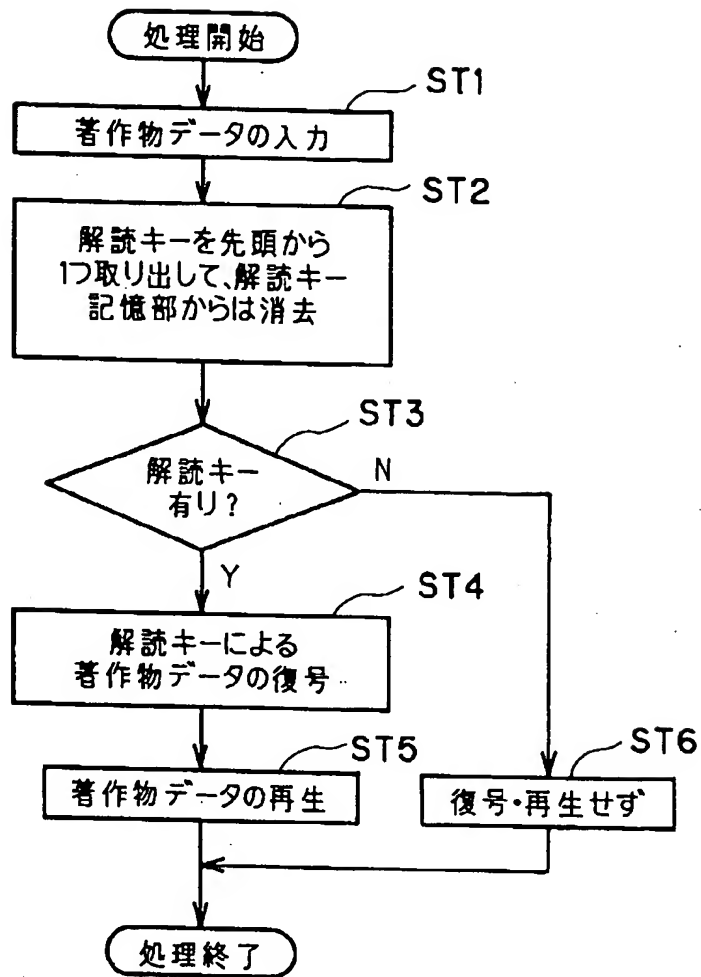 処理開始
ST1
著作物データの入力
ST2
解読キーを先頭から
1つ取り出して、解読キー
記憶部からは消去
ST3
解読キー
有り?
N
Y
ST4
解読キーによる
著作物データの復号
ST5
著作物データの再生
ST6
復号・再生せず
処理終了